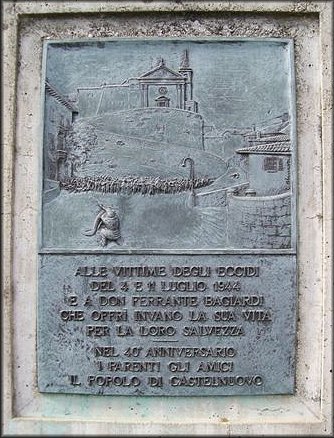 ALLE VITTIME DEGLI ECCIDI
DEL 4 E 11 LUGLIO 1944
E A DON FERRANTE BAGIARDI
CHE OFFRI INVANO LA SUA VITA
PER LA LORO SALVEZZA
NEL 40° ANNIVERSARIO
I PARENTI GLI AMICI
IL POPOLO DI CASTELNUOVO